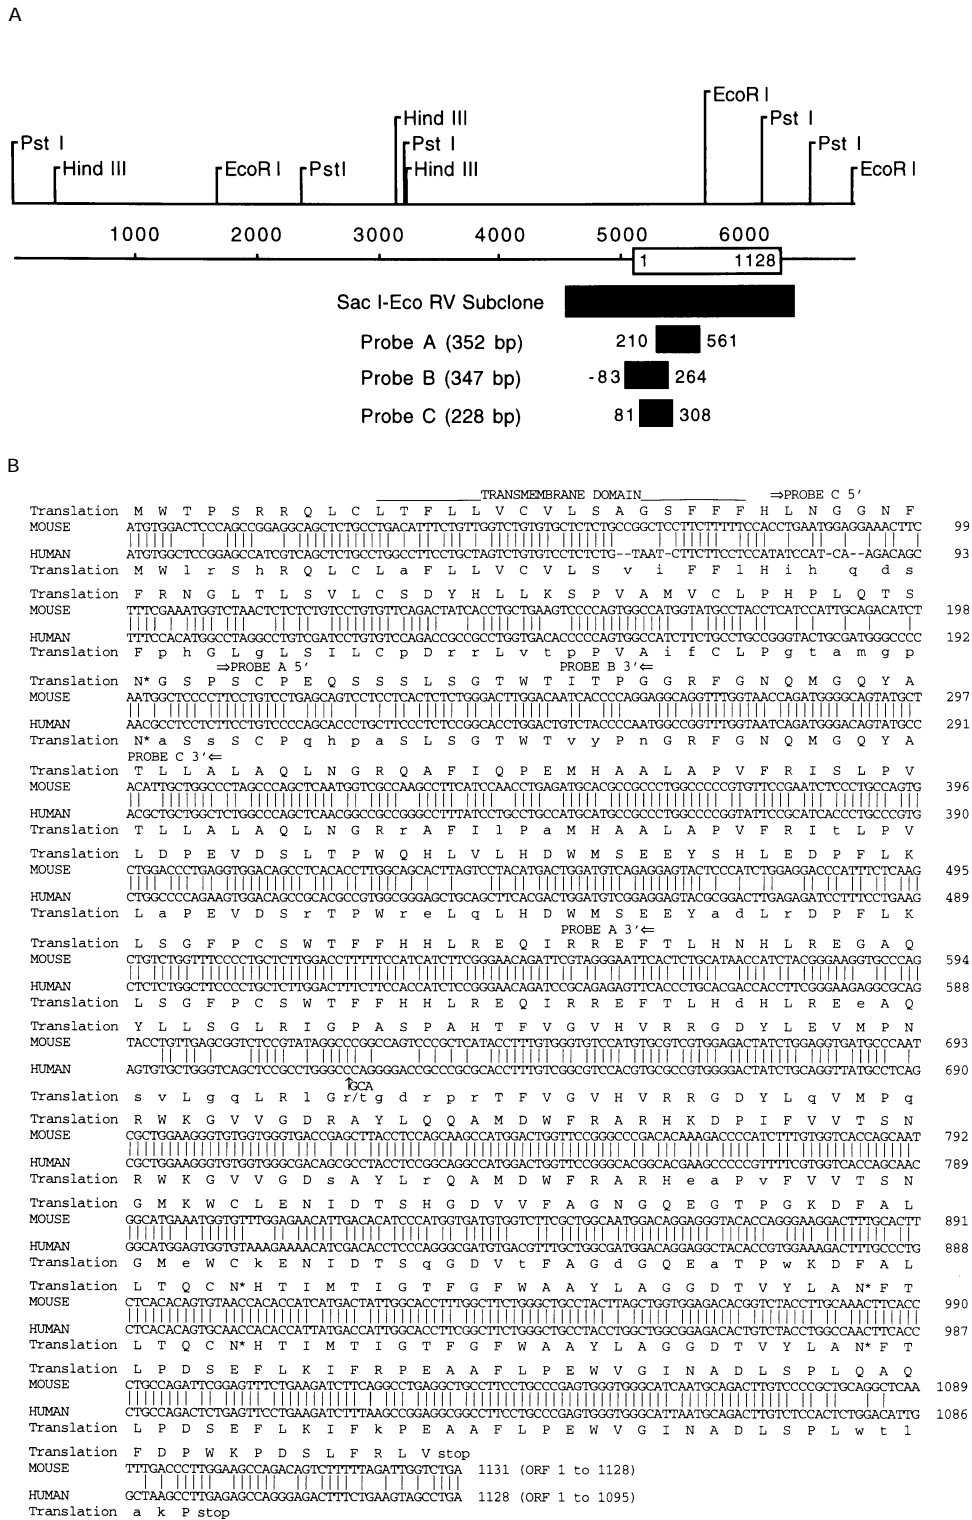 A
EcoR I
Hind III
Pst I
Pst I
Pst I
Pst I
Hind III
EcoR I
Pst I
Hind III
EcoR I
1000 2000 3000 4000 5000 6000
1 1128
Sac I-Eco RV Subclone
Probe A (352 bp) 210 561
Probe B (347 bp) -83 264
Probe C (228 bp) 81 308
B
TRANSMEMBRANE DOMAIN ⇒PROBE C 5′
Translation M W T P S R R Q L C L T F L L V C V L S A G S F F F H L N G G N F
MOUSE ATGTGGACTCCCAGCCGGAGGCAGCTCTGCCTGACATTTCTGTTGGTCTGTGTGCTCTCTGCCGGCTCCTTCTTTTTCCACCTGAATGGAGGAAACTTC 99
HUMAN ATGTGGCTCCGGAGCCATCGTCAGCTCTGCCTGGCCTTCCTGCTAGTCTGTGTCCTCTCTG--TAAT-CTTCTTCCTCCATATCCAT-CA--AGACAGC 93
Translation M W l r S h R Q L C L a F L L V C V L S v i F F l H i h q d s
Translation F R N G L T L S V L C S D Y H L L K S P V A M V C L P H P L Q T S
MOUSE TTTCGAAATGGTCTAACTCTCTCTGTCCTGTGTTCAGACTATCACCTGCTGAAGTCCCCAGTGGCCATGGTATGCCTACCTCATCCATTGCAGACATCT 198
HUMAN TTTCCACATGGCCTAGGCCTGTCGATCCTGTGTCCAGACCGCCGCCTGGTGACACCCCCAGTGGCCATCTTCTGCCTGCCGGGTACTGCGATGGGCCCC 192
Translation F p h G L g L S I L C p D r r L v t p P V A i f C L P g t a m g p
⇒PROBE A 5′ PROBE B 3′⇐
Translation N* G S P S C P E Q S S S L S G T W T I T P G G R F G N Q M G Q Y A
MOUSE AATGGCTCCCCTTCCTGTCCTGAGCAGTCCTCCTCACTCTCTGGGACTTGGACAATCACCCCAGGAGGCAGGTTTGGTAACCAGATGGGGCAGTATGCT 297
HUMAN AACGCCTCCTCTTCCTGTCCCCAGCACCCTGCTTCCCTCTCCGGCACCTGGACTGTCTACCCCAATGGCCGGTTTGGTAATCAGATGGGACAGTATGCC 291
Translation N* a S s S C P q h p a S L S G T W T v y P n G R F G N Q M G Q Y A
PROBE C 3′⇐
Translation T L L A L A Q L N G R Q A F I Q P E M H A A L A P V F R I S L P V
MOUSE ACATTGCTGGCCCTAGCCCAGCTCAATGGTCGCCAAGCCTTCATCCAACCTGAGATGCACGCCGCCCTGGCCCCCGTGTTCCGAATCTCCCTGCCAGTG 396
HUMAN ACGCTGCTGGCTCTGGCCCAGCTCAACGGCCGCCGGGCCTTTATCCTGCCTGCCATGCATGCCGCCCTGGCCCCGGTATTCCGCATCACCCTGCCCGTG 390
Translation T L L A L A Q L N G R r A F I l P a M H A A L A P V F R I t L P V
Translation L D P E V D S L T P W Q H L V L H D W M S E E Y S H L E D P F L K
MOUSE CTGGACCCTGAGGTGGACAGCCTCACACCTTGGCAGCACTTAGTCCTACATGACTGGATGTCAGAGGAGTACTCCCATCTGGAGGACCCATTTCTCAAG 495
HUMAN CTGGCCCCAGAAGTGGACAGCCGCACGCCGTGGCGGGAGCTGCAGCTTCACGACTGGATGTCGGAGGAGTACGCGGACTTGAGAGATCCTTTCCTGAAG 489
Translation L a P E V D S r T P W r e L q L H D W M S E E Y a d L r D P F L K
PROBE A 3′⇐
Translation L S G F P C S W T F F H H L R E Q I R R E F T L H N H L R E G A Q
MOUSE CTGTCTGGTTTCCCCTGCTCTTGGACCTTTTTCCATCATCTTCGGGAACAGATTCGTAGGGAATTCACTCTGCATAACCATCTACGGGAAGGTGCCCAG 594
HUMAN CTCTCTGGCTTCCCCTGCTCTTGGACTTTCTTCCACCATCTCCGGGAACAGATCCGCAGAGAGTTCACCCTGCACGACCACCTTCGGGAAGAGGCGCAG 588
Translation L S G F P C S W T F F H H L R E Q I R R E F T L H d H L R E e A Q
Translation Y L L S G L R I G P A S P A H T F V G V H V R R G D Y L E V M P N
MOUSE TACCTGTTGAGCGGTCTCCGTATAGGCCCGGCCAGTCCCGCTCATACCTTTGTGGGTGTCCATGTGCGTCGTGGAGACTATCTGGAGGTGATGCCCAAT 693
HUMAN AGTGTGCTGGGTCAGCTCCGCCTGGGCCCAGGGGACCGCCCGCGCACCTTTGTCGGCGTCCACGTGCGCCGTGGGGACTATCTGCAGGTTATGCCTCAG 690
↑GCA
Translation s v L g q L R l G r/t g d r p r T F V G V H V R R G D Y L q V M P q
Translation R W K G V V G D R A Y L Q Q A M D W F R A R H K D P I F V V T S N
MOUSE CGCTGGAAGGGTGTGGTGGGTGACCGAGCTTACCTCCAGCAAGCCATGGACTGGTTCCGGGCCCGACACAAAGACCCCATCTTTGTGGTCACCAGCAAT 792
HUMAN CGCTGGAAGGGTGTGGTGGGCGACAGCGCCTACCTCCGGCAGGCCATGGACTGGTTCCGGGCACGGCACGAAGCCCCCGTTTTCGTGGTCACCAGCAAC 789
Translation R W K G V V G D s A Y L r Q A M D W F R A R H e a P v F V V T S N
Translation G M K W C L E N I D T S H G D V V F A G N G Q E G T P G K D F A L
MOUSE GGCATGAAATGGTGTTTGGAGAACATTGACACATCCCATGGTGATGTGGTCTTCGCTGGCAATGGACAGGAGGGTACACCAGGGAAGGACTTTGCACTT 891
HUMAN GGCATGGAGTGGTGTAAAGAAAACATCGACACCTCCCAGGGCGATGTGACGTTTGCTGGCGATGGACAGGAGGCTACACCGTGGAAAGACTTTGCCCTG 888
Translation G M e W C k E N I D T S q G D V t F A G d G Q E a T P w K D F A L
Translation L T Q C N* H T I M T I G T F G F W A A Y L A G G D T V Y L A N* F T
MOUSE CTCACACAGTGTAACCACACCATCATGACTATTGGCACCTTTGGCTTCTGGGCTGCCTACTTAGCTGGTGGAGACACGGTCTACCTTGCAAACTTCACC 990
HUMAN CTCACACAGTGCAACCACACCATTATGACCATTGGCACCTTCGGCTTCTGGGCTGCCTACCTGGCTGGCGGAGACACTGTCTACCTGGCCAACTTCACC 987
Translation L T Q C N* H T I M T I G T F G F W A A Y L A G G D T V Y L A N* F T
Translation L P D S E F L K I F R P E A A F L P E W V G I N A D L S P L Q A Q
MOUSE CTGCCAGATTCGGAGTTTCTGAAGATCTTCAGGCCTGAGGCTGCCTTCCTGCCCGAGTGGGTGGGCATCAATGCAGACTTGTCCCCGCTGCAGGCTCAA 1089
HUMAN CTGCCAGACTCTGAGTTCCTGAAGATCTTTAAGCCGGAGGCGGCCTTCCTGCCCGAGTGGGTGGGCATTAATGCAGACTTGTCTCCACTCTGGACATTG 1086
Translation L P D S E F L K I F k P E A A F L P E W V G I N A D L S P L w t l
Translation F D P W K P D S L F R L V stop
MOUSE TTTGACCCTTGGAAGCCAGACAGTCTTTTTAGATTGGTCTGA 1131 (ORF 1 to 1128)
HUMAN GCTAAGCCTTGAGAGCCAGGGAGACTTTCTGAAGTAGCCTGA 1128 (ORF 1 to 1095)
Translation a k P stop